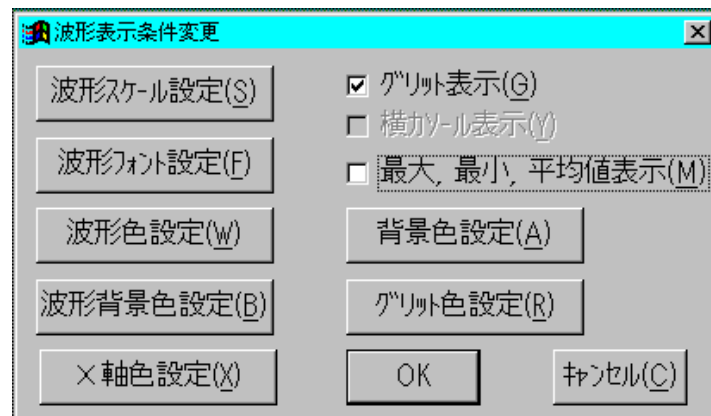 波形表示条件変更
波形ｽｹｰﾙ設定(S)
ｸﾞﾘｯﾄ表示(G)
横ｶｿｰﾙ表示(Y)
波形ﾌｫﾝﾄ設定(F)
最大, 最小, 平均値表示(M)
波形色設定(W)
背景色設定(A)
波形背景色設定(B)
ｸﾞﾘｯﾄ色設定(R)
×軸色設定(X)
OK
ｷｬﾝｾﾙ(C)